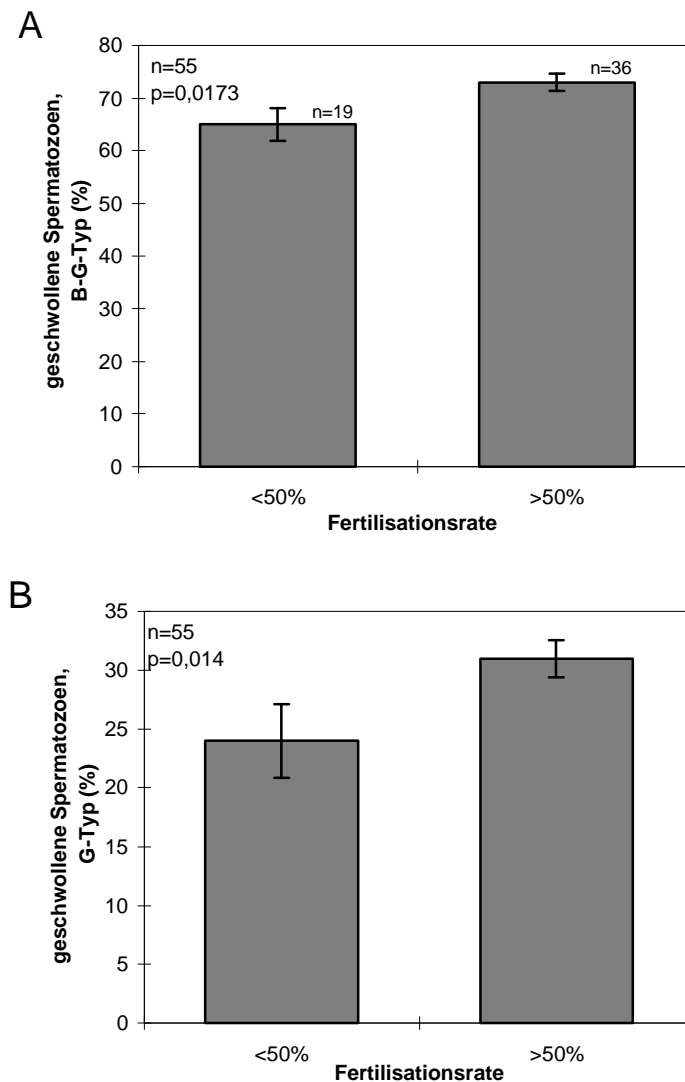 A
geschwollene Spermatozoen,
B-G-Typ (%)
80
70
60
50
40
30
20
10
0
n=55
p=0,0173
n=19
n=36
<50%
>50%
Fertilisationsrate
B
geschwollene Spermatozoen,
G-Typ (%)
35
30
25
20
15
10
5
0
n=55
p=0,014
<50%
>50%
Fertilisationsrate